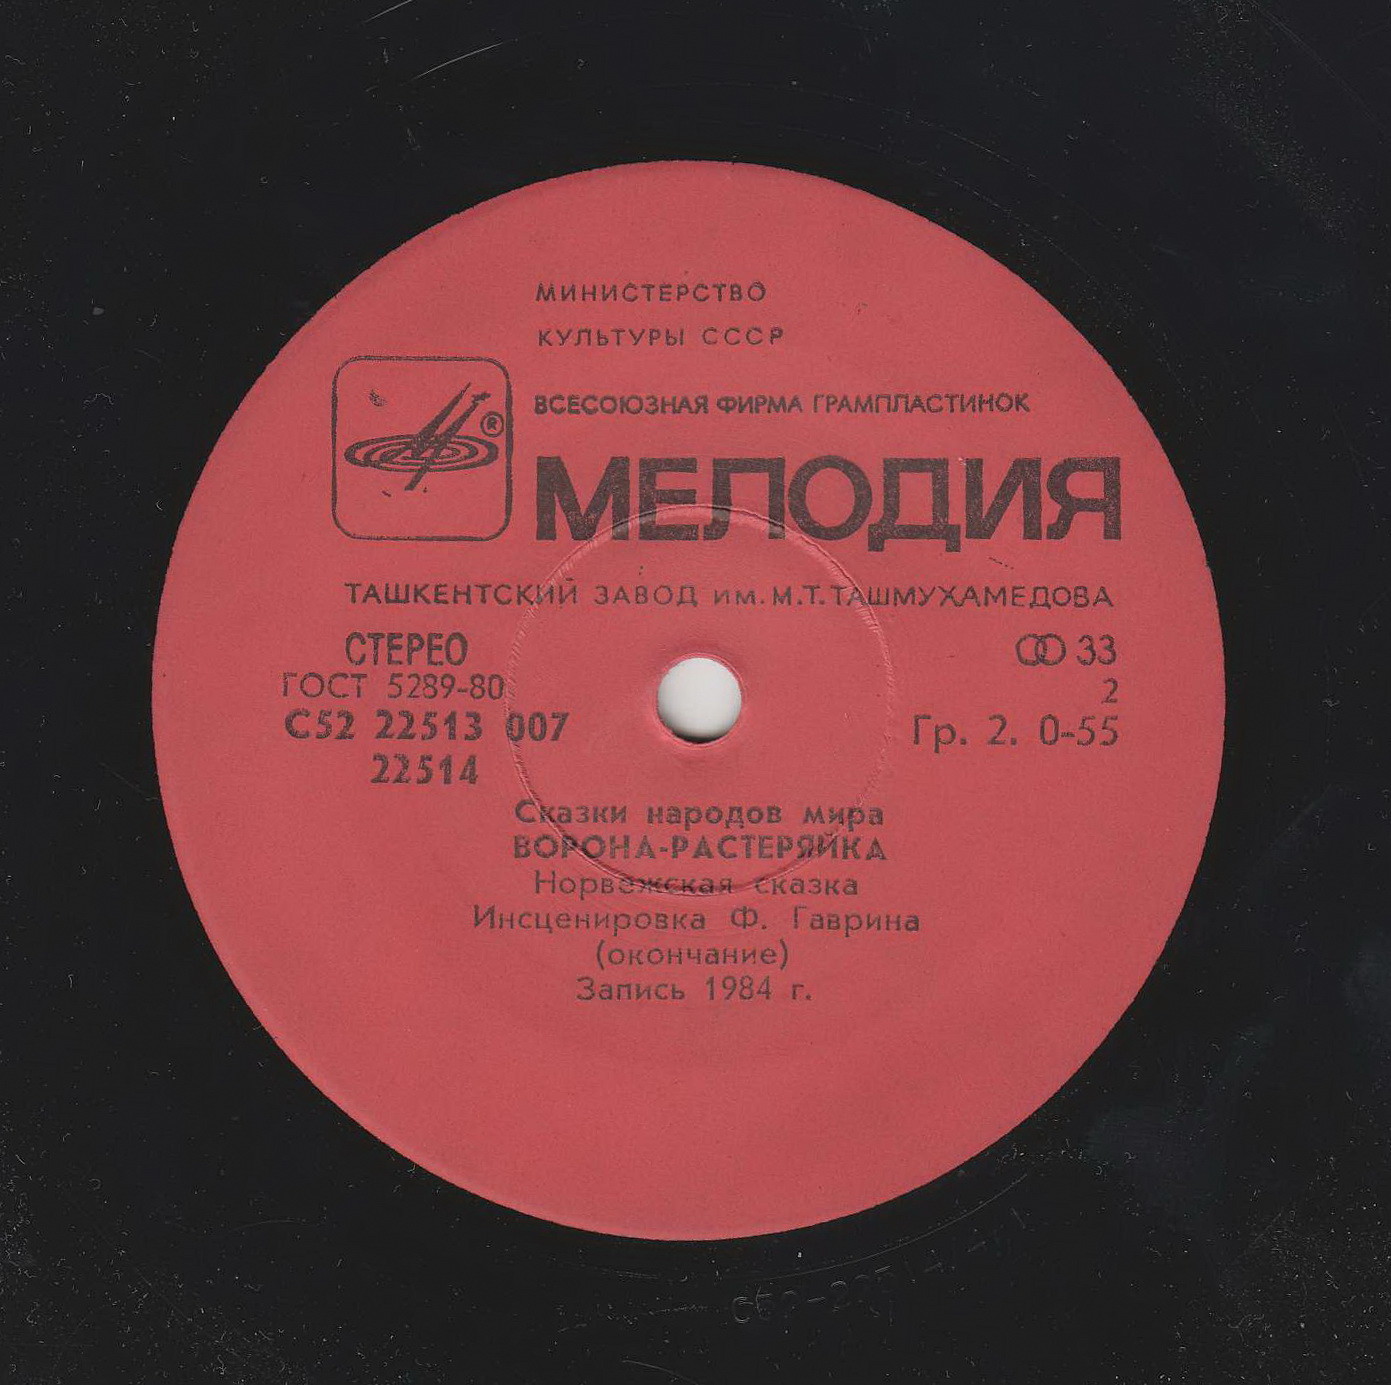 МИНИСТЕРСТВО
КУЛЬТУРЫ СССР
ВСЕСОЮЗНАЯ ФИРМА ГРАМПЛАСТИНОК
®
МЕЛОДИЯ
ТАШКЕНТСКИЙ ЗАВОД им. М.Т. ТАШМУХАМЕДОВА
СТЕРЕО 33
ГОСТ 5289-80 2
С52 22513 007 Гр. 2. 0-55
22514
Сказки народов мира
ВОРОНА-РАСТЕРЯЙКА
Норвежская сказка
Инсценировка Ф. Гаврина
(окончание)
Запись 1984 г.